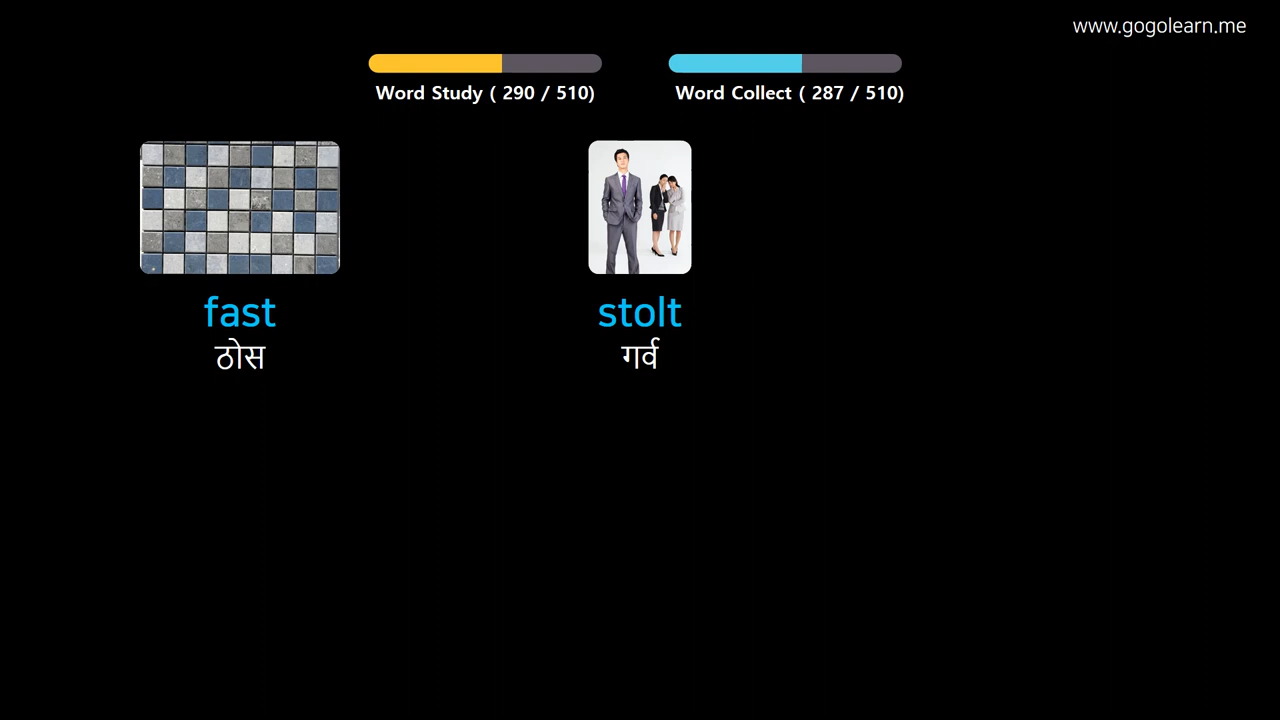 www.gogolearn.me
Word Study ( 290 / 510)
Word Collect ( 287 / 510)
fast
ठोस
stolt
गर्व